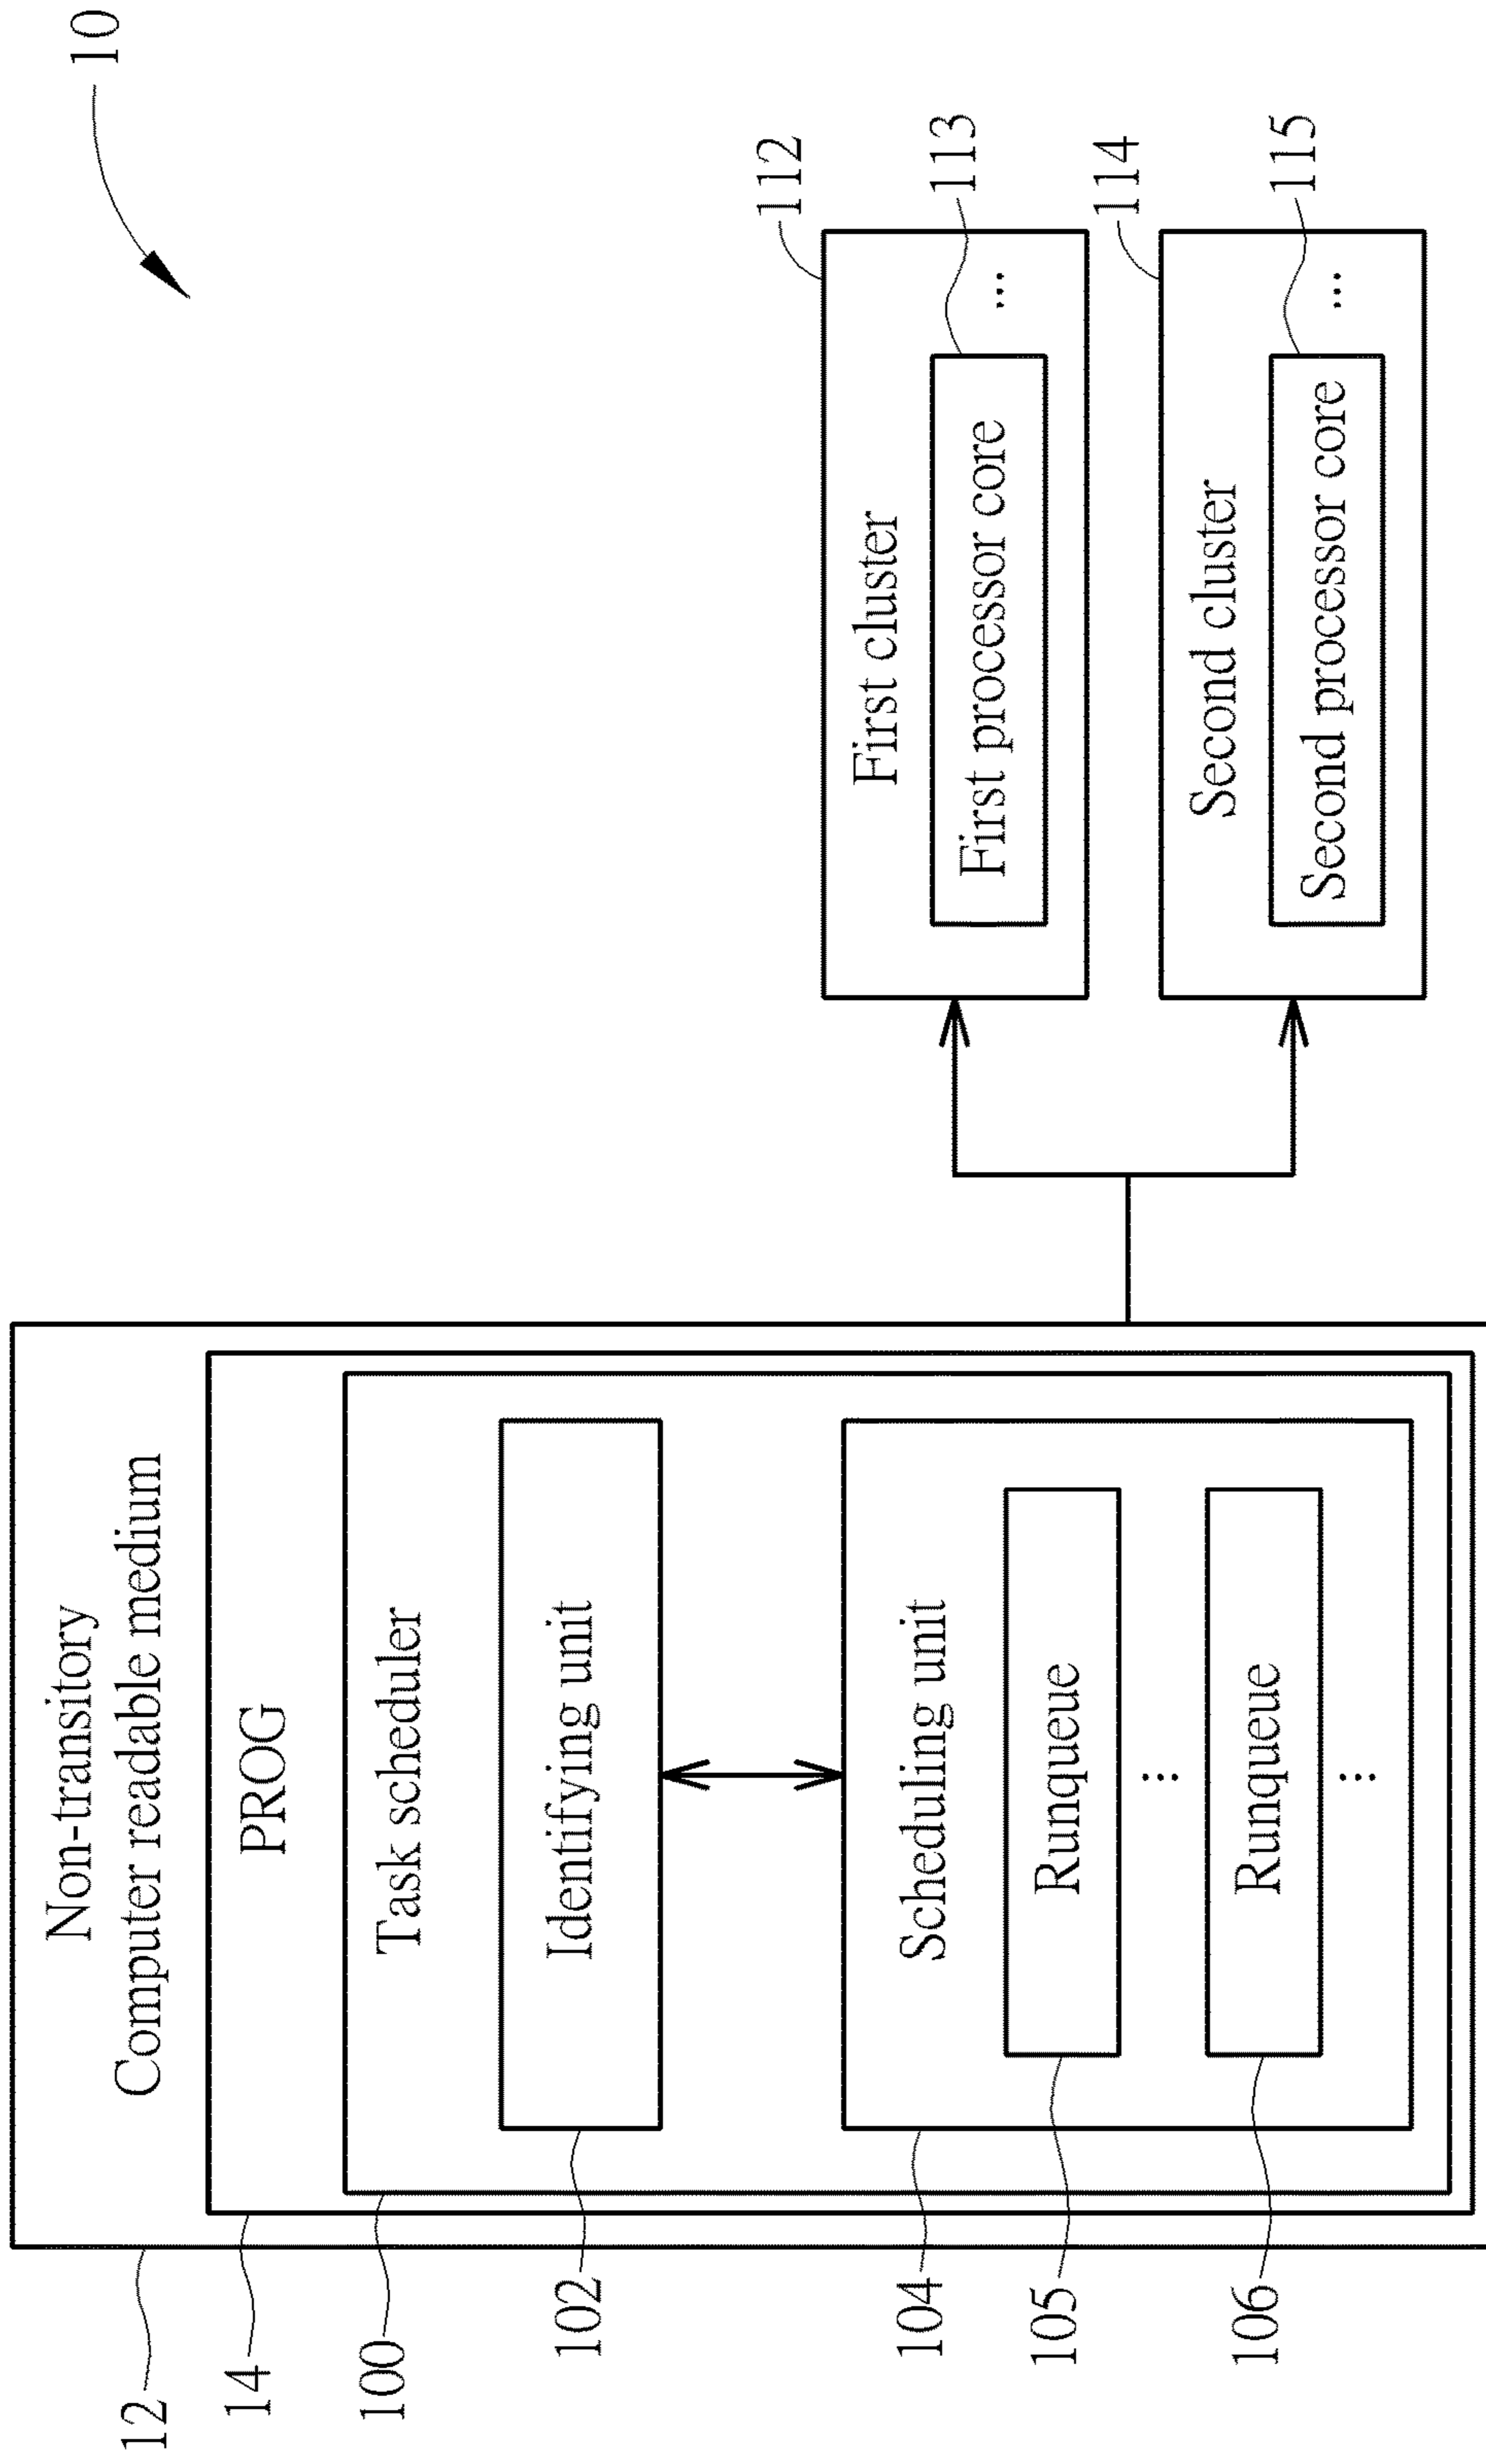 10
12
Non-transitory
Computer readable medium
14
PROG
100
Task scheduler
102
Identifying unit
104
Scheduling unit
105
Runqueue
...
106
Runqueue
...
112
First cluster
113
First processor core
...
114
Second cluster
115
Second processor core
...